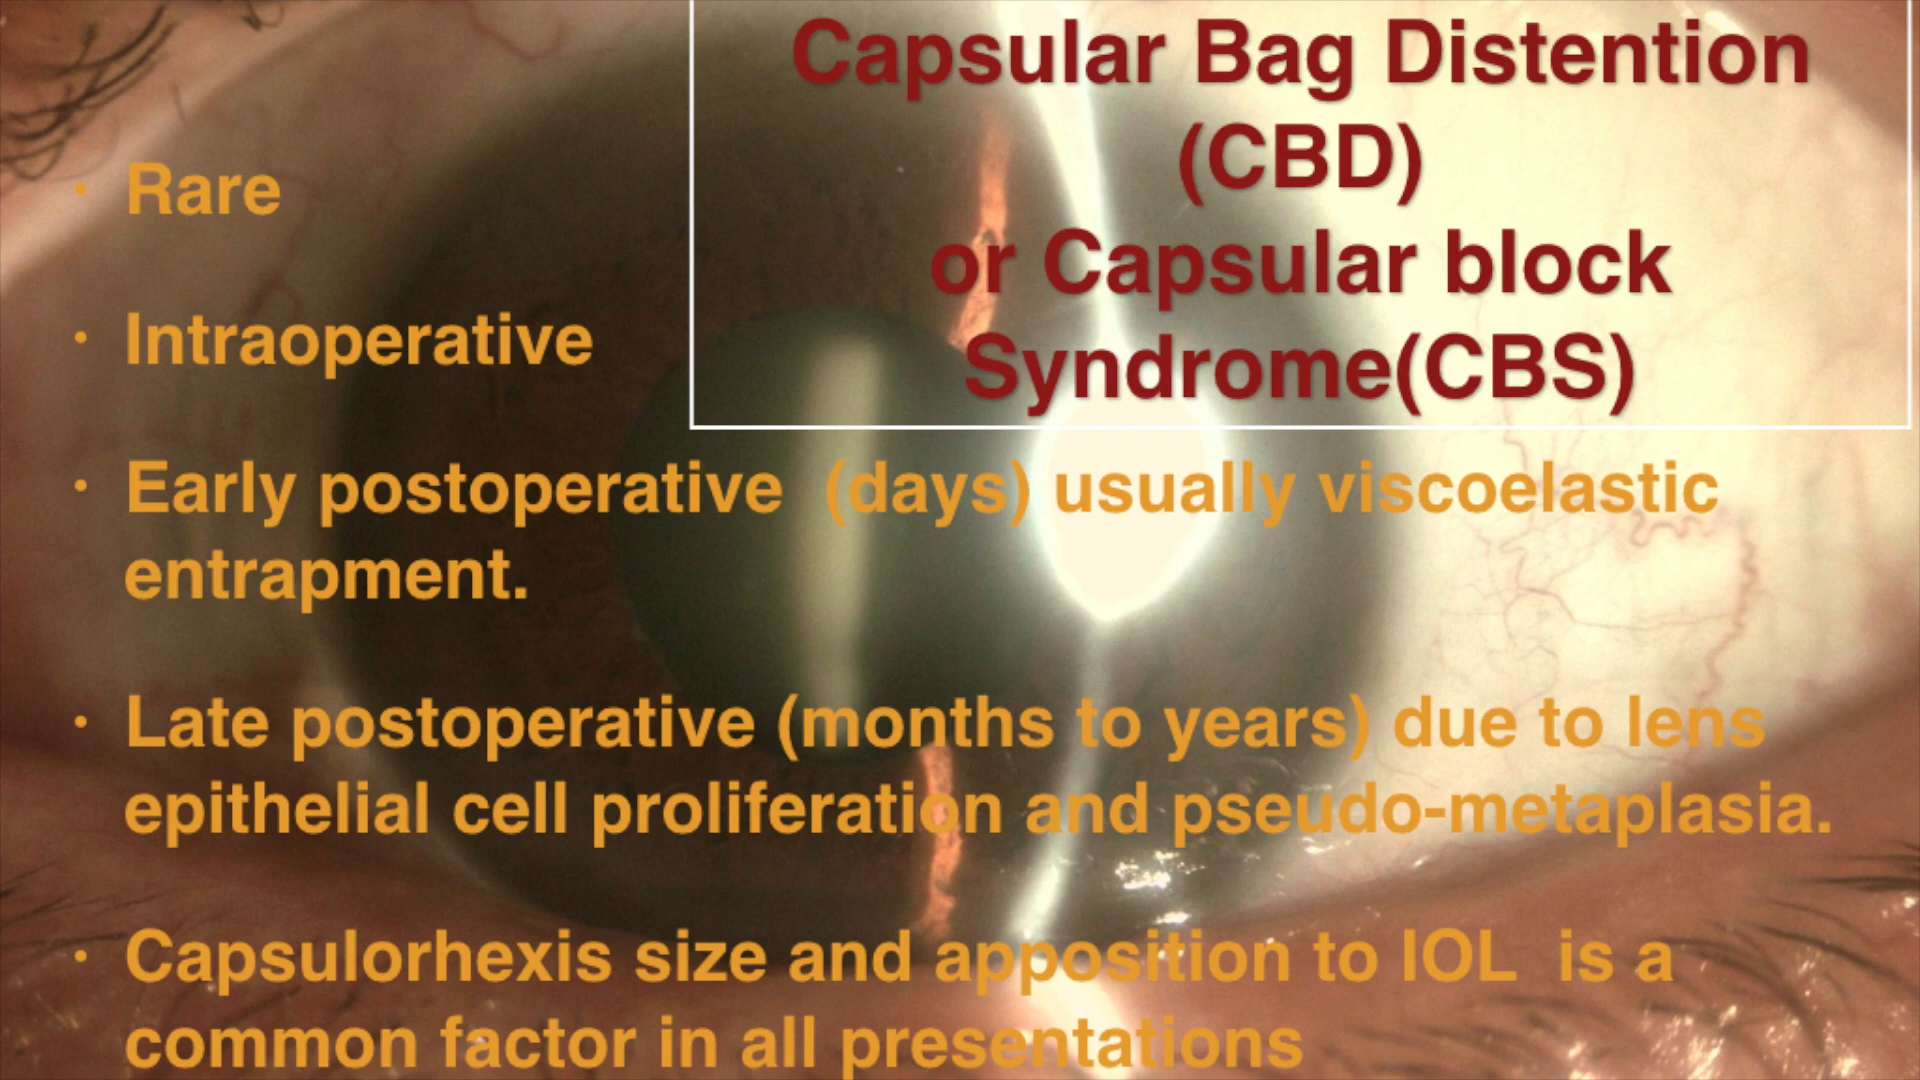 Capsular Bag Distention
(CBD)
or Capsular block
Syndrome(CBS)
· Rare
· Intraoperative
· Early postoperative  (days) usually viscoelastic
entrapment.
· Late postoperative (months to years) due to lens
epithelial cell proliferation and pseudo-metaplasia.
· Capsulorhexis size and apposition to IOL  is a
common factor in all presentations